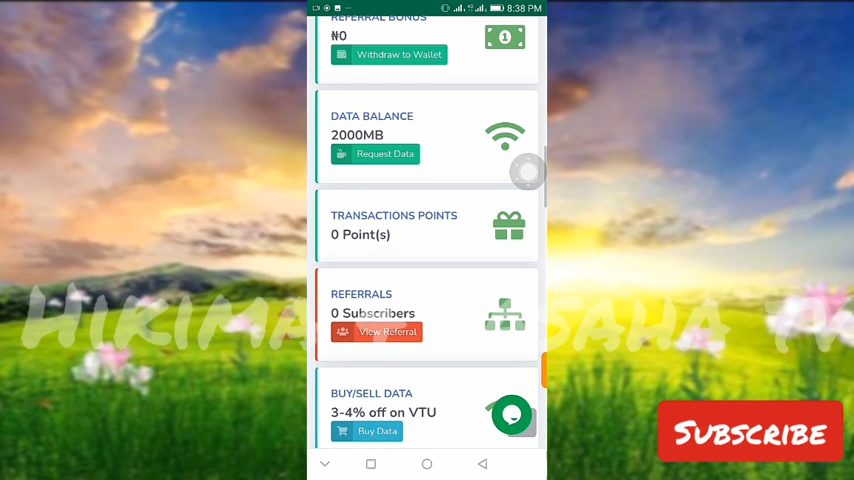 8:38 PM
REFERRAL BONUS
₦0
Withdraw to Wallet
DATA BALANCE
2000MB
Request Data
TRANSACTIONS POINTS
0 Point(s)
REFERRALS
0 Subscribers
View Referral
BUY/SELL DATA
3-4% off on VTU
Buy Data
SUBSCRIBE